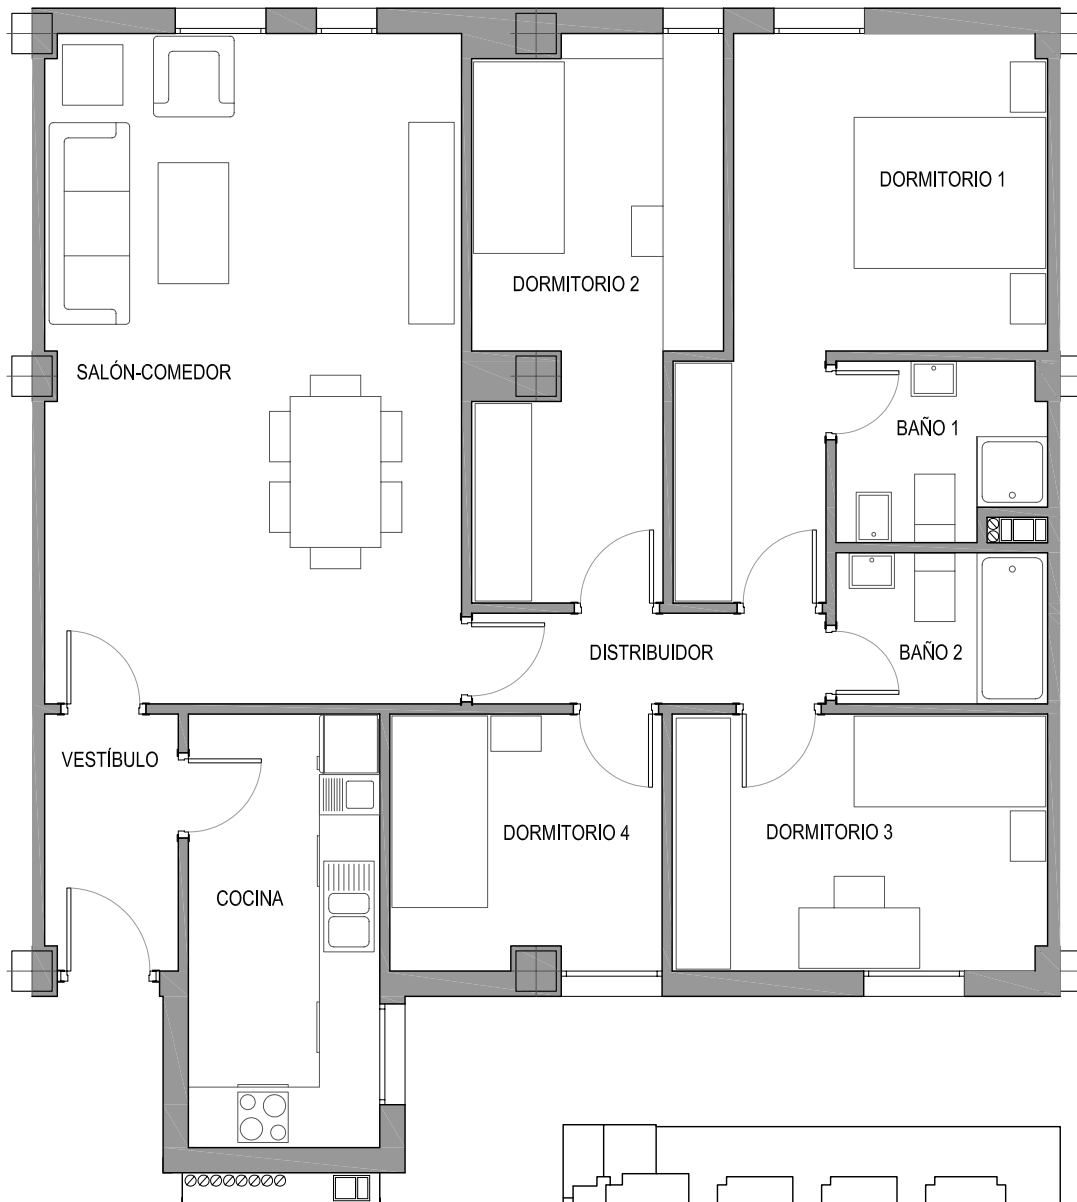 DORMITORIO 1
DORMITORIO 2
SALÓN-COMEDOR
BAÑO 1
DISTRIBUIDOR
BAÑO 2
VESTÍBULO
DORMITORIO 4
DORMITORIO 3
COCINA